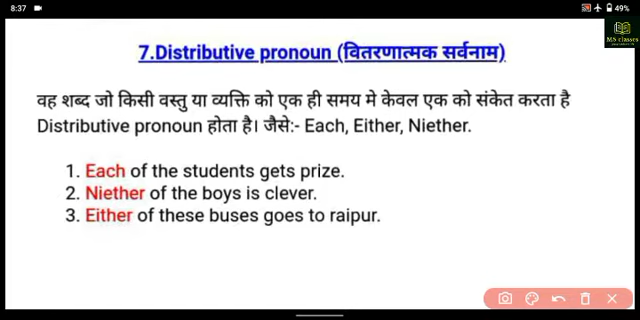 8:37
49%
MS classes
7.Distributive pronoun (वितरणात्मक सर्वनाम)
वह शब्द जो किसी वस्तु या व्यक्ति को एक ही समय मे केवल एक को संकेत करता है
Distributive pronoun होता है। जैसे:- Each, Either, Niether.
1. Each of the students gets prize.
2. Niether of the boys is clever.
3. Either of these buses goes to raipur.